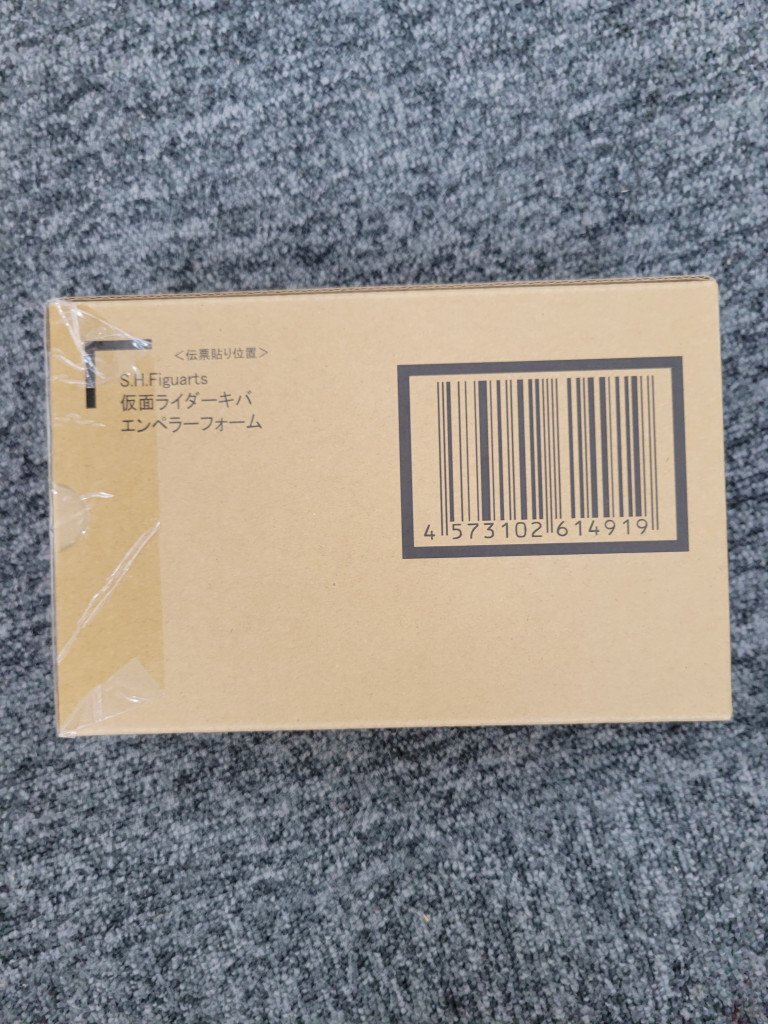 <伝票貼り位置>
S.H.Figuarts
仮面ライダーキバ
エンペラーフォーム
4 573102 614919